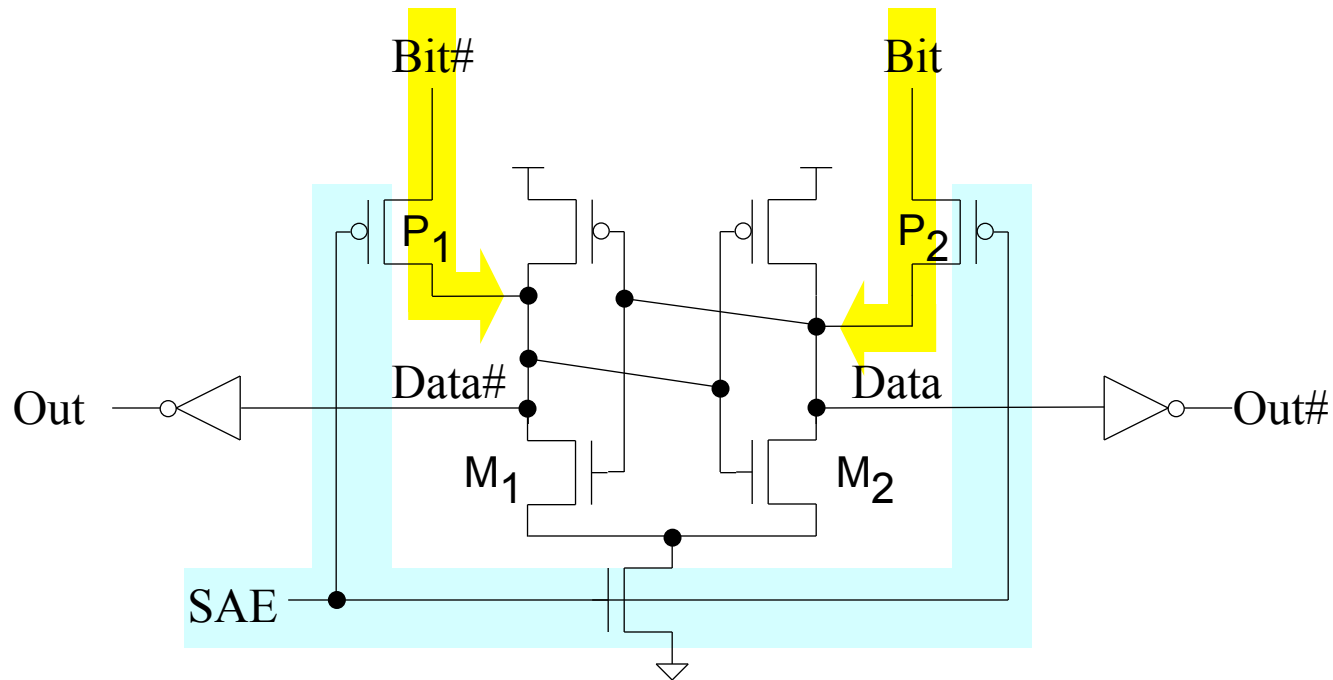 Bit# Bit
P1 P2
Data# Data
Out Out#
M1 M2
SAE